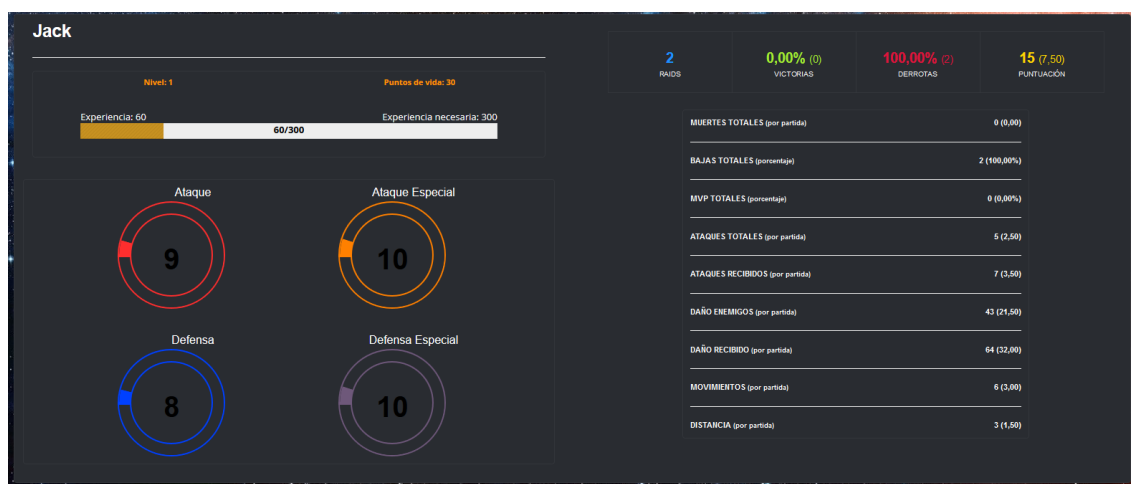 Jack
Nivel: 1 Puntos de vida: 30
Experiencia: 60 Experiencia necesaria: 300
60/300
Ataque Ataque Especial
9 10
Defensa Defensa Especial
8 10
2 0,00% (0) 100,00% (2) 15 (7,50)
RAIDS VICTORIAS DERROTAS PUNTUACIÓN
MUERTES TOTALES (por partida) 0 (0,00)
BAJAS TOTALES (porcentaje) 2 (100,00%)
MVP TOTALES (porcentaje) 0 (0,00%)
ATAQUES TOTALES (por partida) 5 (2,50)
ATAQUES RECIBIDOS (por partida) 7 (3,50)
DAÑO ENEMIGOS (por partida) 43 (21,50)
DAÑO RECIBIDO (por partida) 64 (32,00)
MOVIMIENTOS (por partida) 6 (3,00)
DISTANCIA (por partida) 3 (1,50)